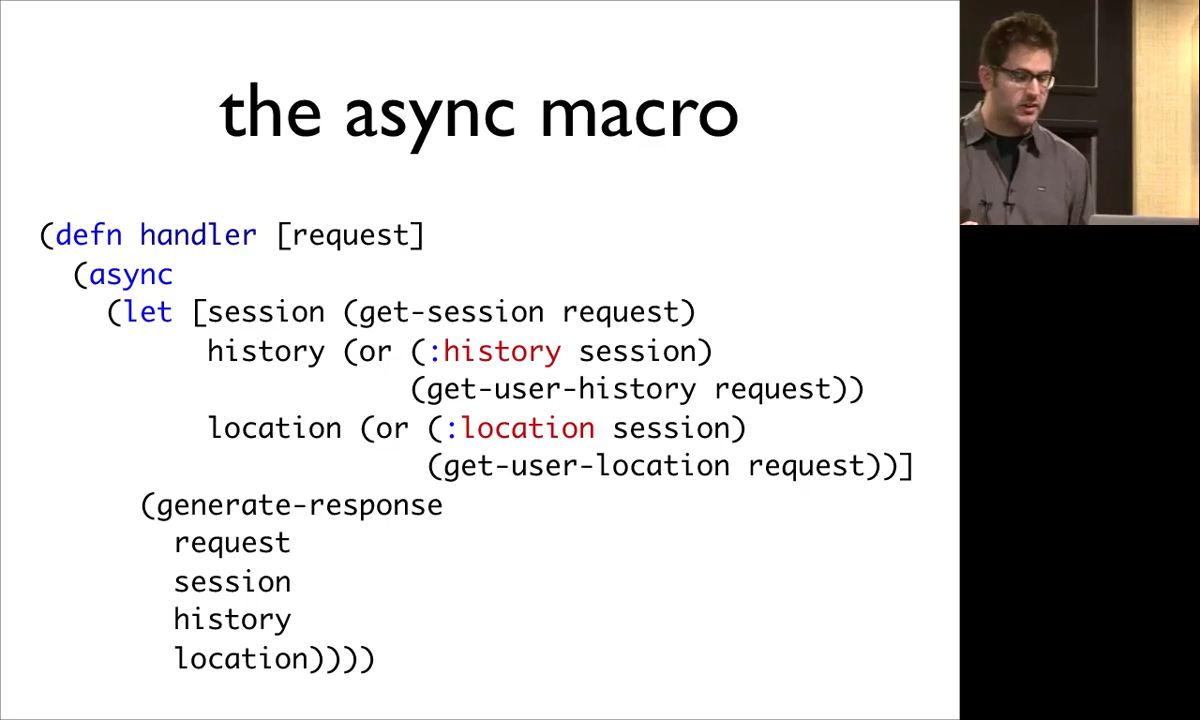 the async macro
(defn handler [request]
(async
(let [session (get-session request)
history (or (:history session)
(get-user-history request))
location (or (:location session)
(get-user-location request))]
(generate-response
request
session
history
location))))